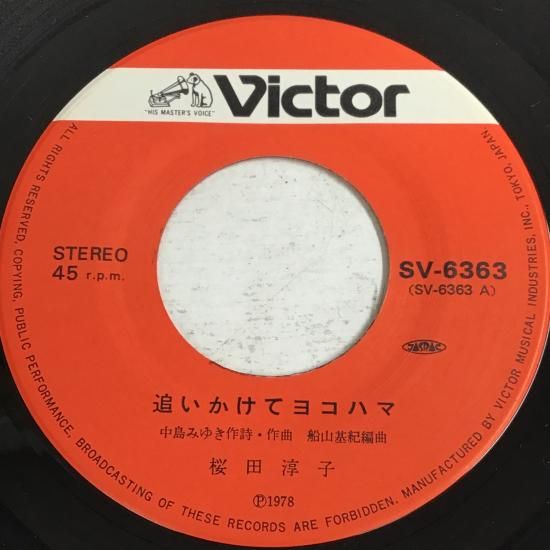 Victor
"HIS MASTER'S VOICE"
STEREO
45 r.p.m.
SV-6363
(SV-6363 A)
JASRAC
追いかけてヨコハマ
中島みゆき作詩・作曲 船山基紀編曲
桜田淳子
Ⓟ1978
ALL RIGHTS RESERVED, COPYING, PUBLIC PERFORMANCE, BROADCASTING OF THESE RECORDS ARE FORBIDDEN. MANUFACTURED BY VICTOR MUSICAL INDUSTRIES, INC., TOKYO, JAPAN.